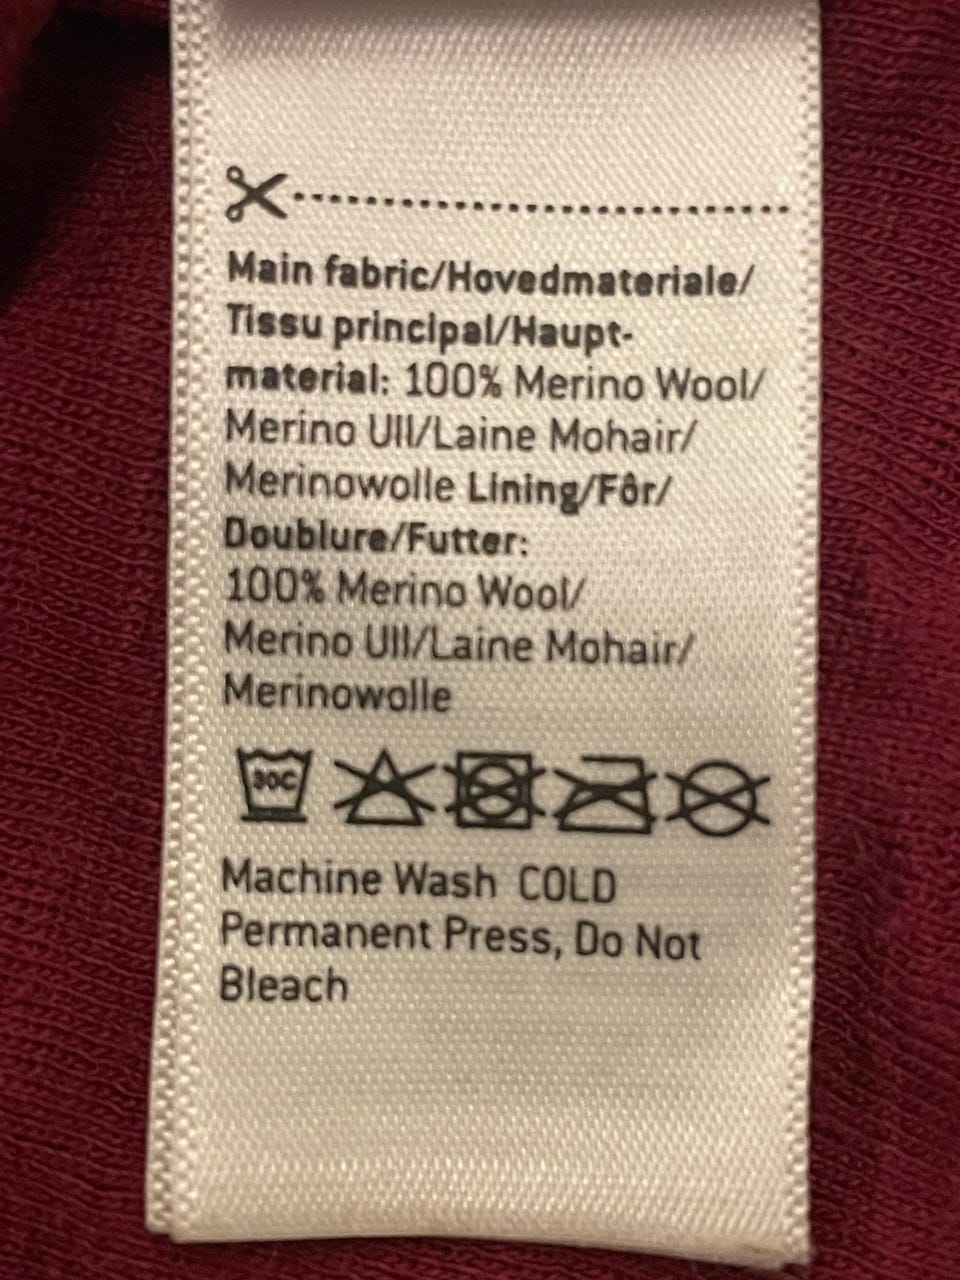 Main fabric/Hovedmateriale/
Tissu principal/Haupt-
material: 100% Merino Wool/
Merino Ull/Laine Mohair/
Merinowolle Lining/Fôr/
Doublure/Futter:
100% Merino Wool/
Merino Ull/Laine Mohair/
Merinowolle
30C
Machine Wash COLD
Permanent Press, Do Not
Bleach